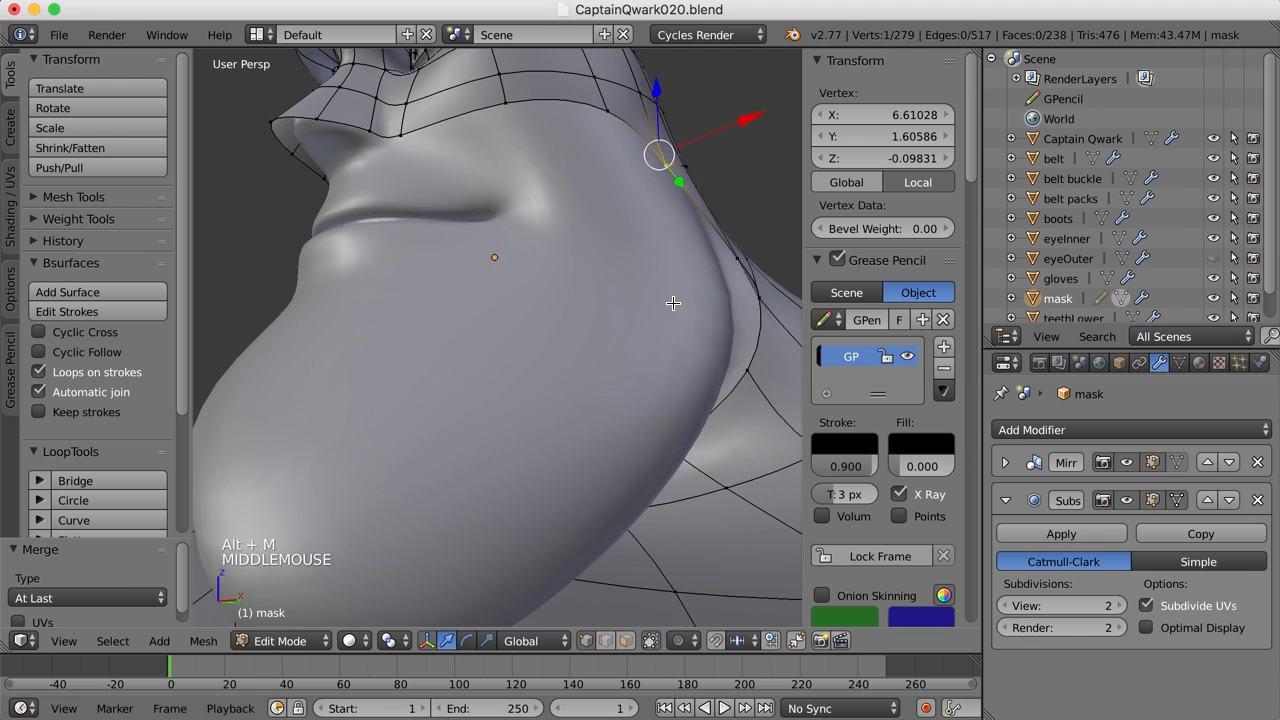 CaptainQwark020.blend
File Render Window Help Default Scene Cycles Render v2.77 | Verts:1/279 | Edges:0/517 | Faces:0/238 | Tris:476 | Mem:43.47M | mask
Tools
Create
Shading / UVs
Options
Grease Pencil
Transform
Translate
Rotate
Scale
Shrink/Fatten
Push/Pull
Mesh Tools
Weight Tools
History
Bsurfaces
Add Surface
Edit Strokes
Cyclic Cross
Cyclic Follow
Loops on strokes
Automatic join
Keep strokes
LoopTools
Bridge
Circle
Curve
Merge
Type
At Last
UVs
User Persp
Alt + M
MIDDLEMOUSE
z
x
(1) mask
View Select Add Mesh Edit Mode Global
Transform
Vertex:
X: 6.61028
Y: 1.60586
Z: -0.09831
Global Local
Vertex Data:
Bevel Weight: 0.00
Grease Pencil
Scene Object
GPen F
GP
Stroke: Fill:
0.900 0.000
T: 3 px X Ray
Volum Points
Lock Frame
Onion Skinning
Scene
RenderLayers
GPencil
World
Captain Qwark
belt
belt buckle
belt packs
boots
eyeInner
eyeOuter
gloves
mask
teethLower
View Search All Scenes
mask
Add Modifier
Mirr
Subs
Apply Copy
Catmull-Clark Simple
Subdivisions: Options:
View: 2 Subdivide UVs
Render: 2 Optimal Display
-40 -20 0 20 40 60 80 100 120 140 160 180 200 220 240 260
View Marker Frame Playback Start: 1 End: 250 1 No Sync